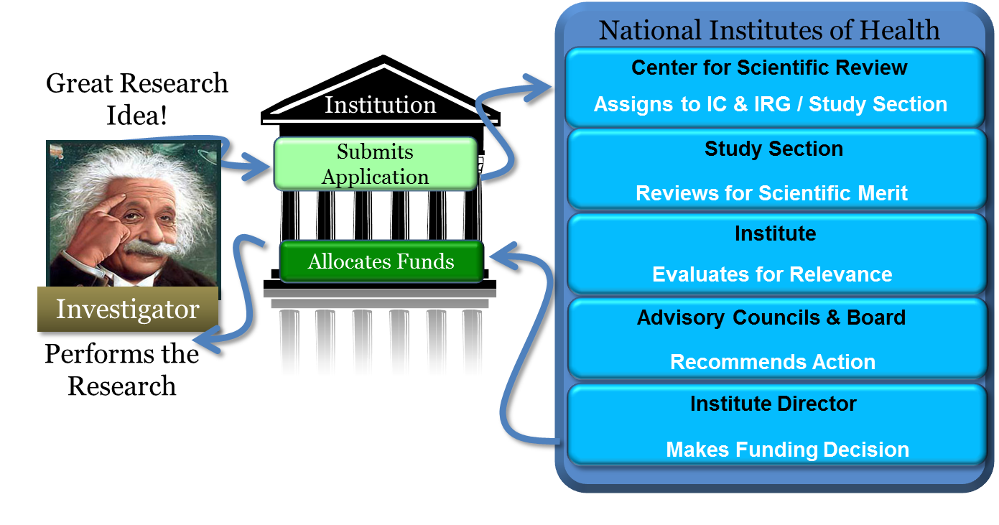 Great Research
Idea!
Investigator
Performs the
Research
Institution
Submits
Application
Allocates Funds
National Institutes of Health
Center for Scientific Review
Assigns to IC & IRG / Study Section
Study Section
Reviews for Scientific Merit
Institute
Evaluates for Relevance
Advisory Councils & Board
Recommends Action
Institute Director
Makes Funding Decision